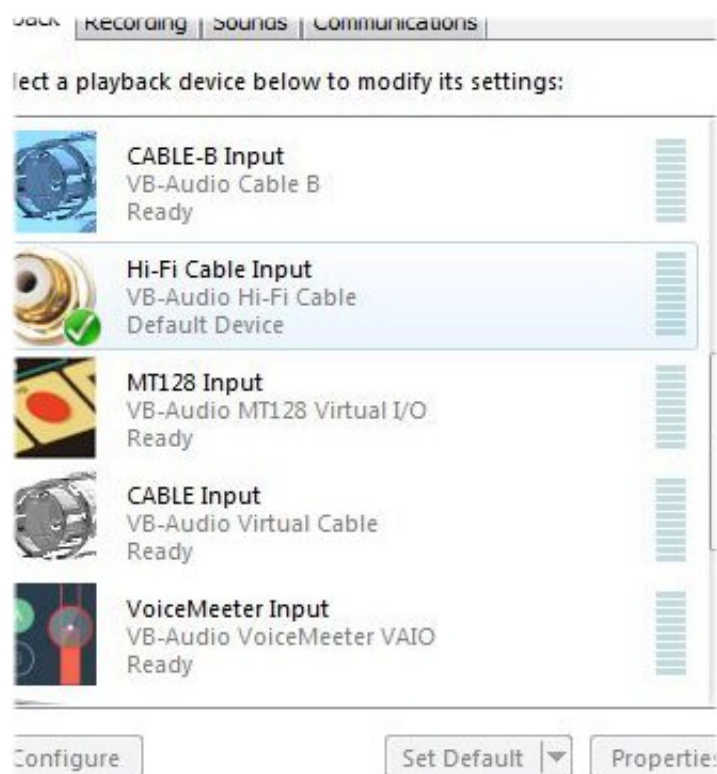 Recording Sounds Communications
lect a playback device below to modify its settings:
CABLE-B Input
VB-Audio Cable B
Ready
Hi-Fi Cable Input
VB-Audio Hi-Fi Cable
Default Device
MT128 Input
VB-Audio MT128 Virtual I/O
Ready
CABLE Input
VB-Audio Virtual Cable
Ready
VoiceMeeter Input
VB-Audio VoiceMeeter VAIO
Ready
Configure Set Default Propertie